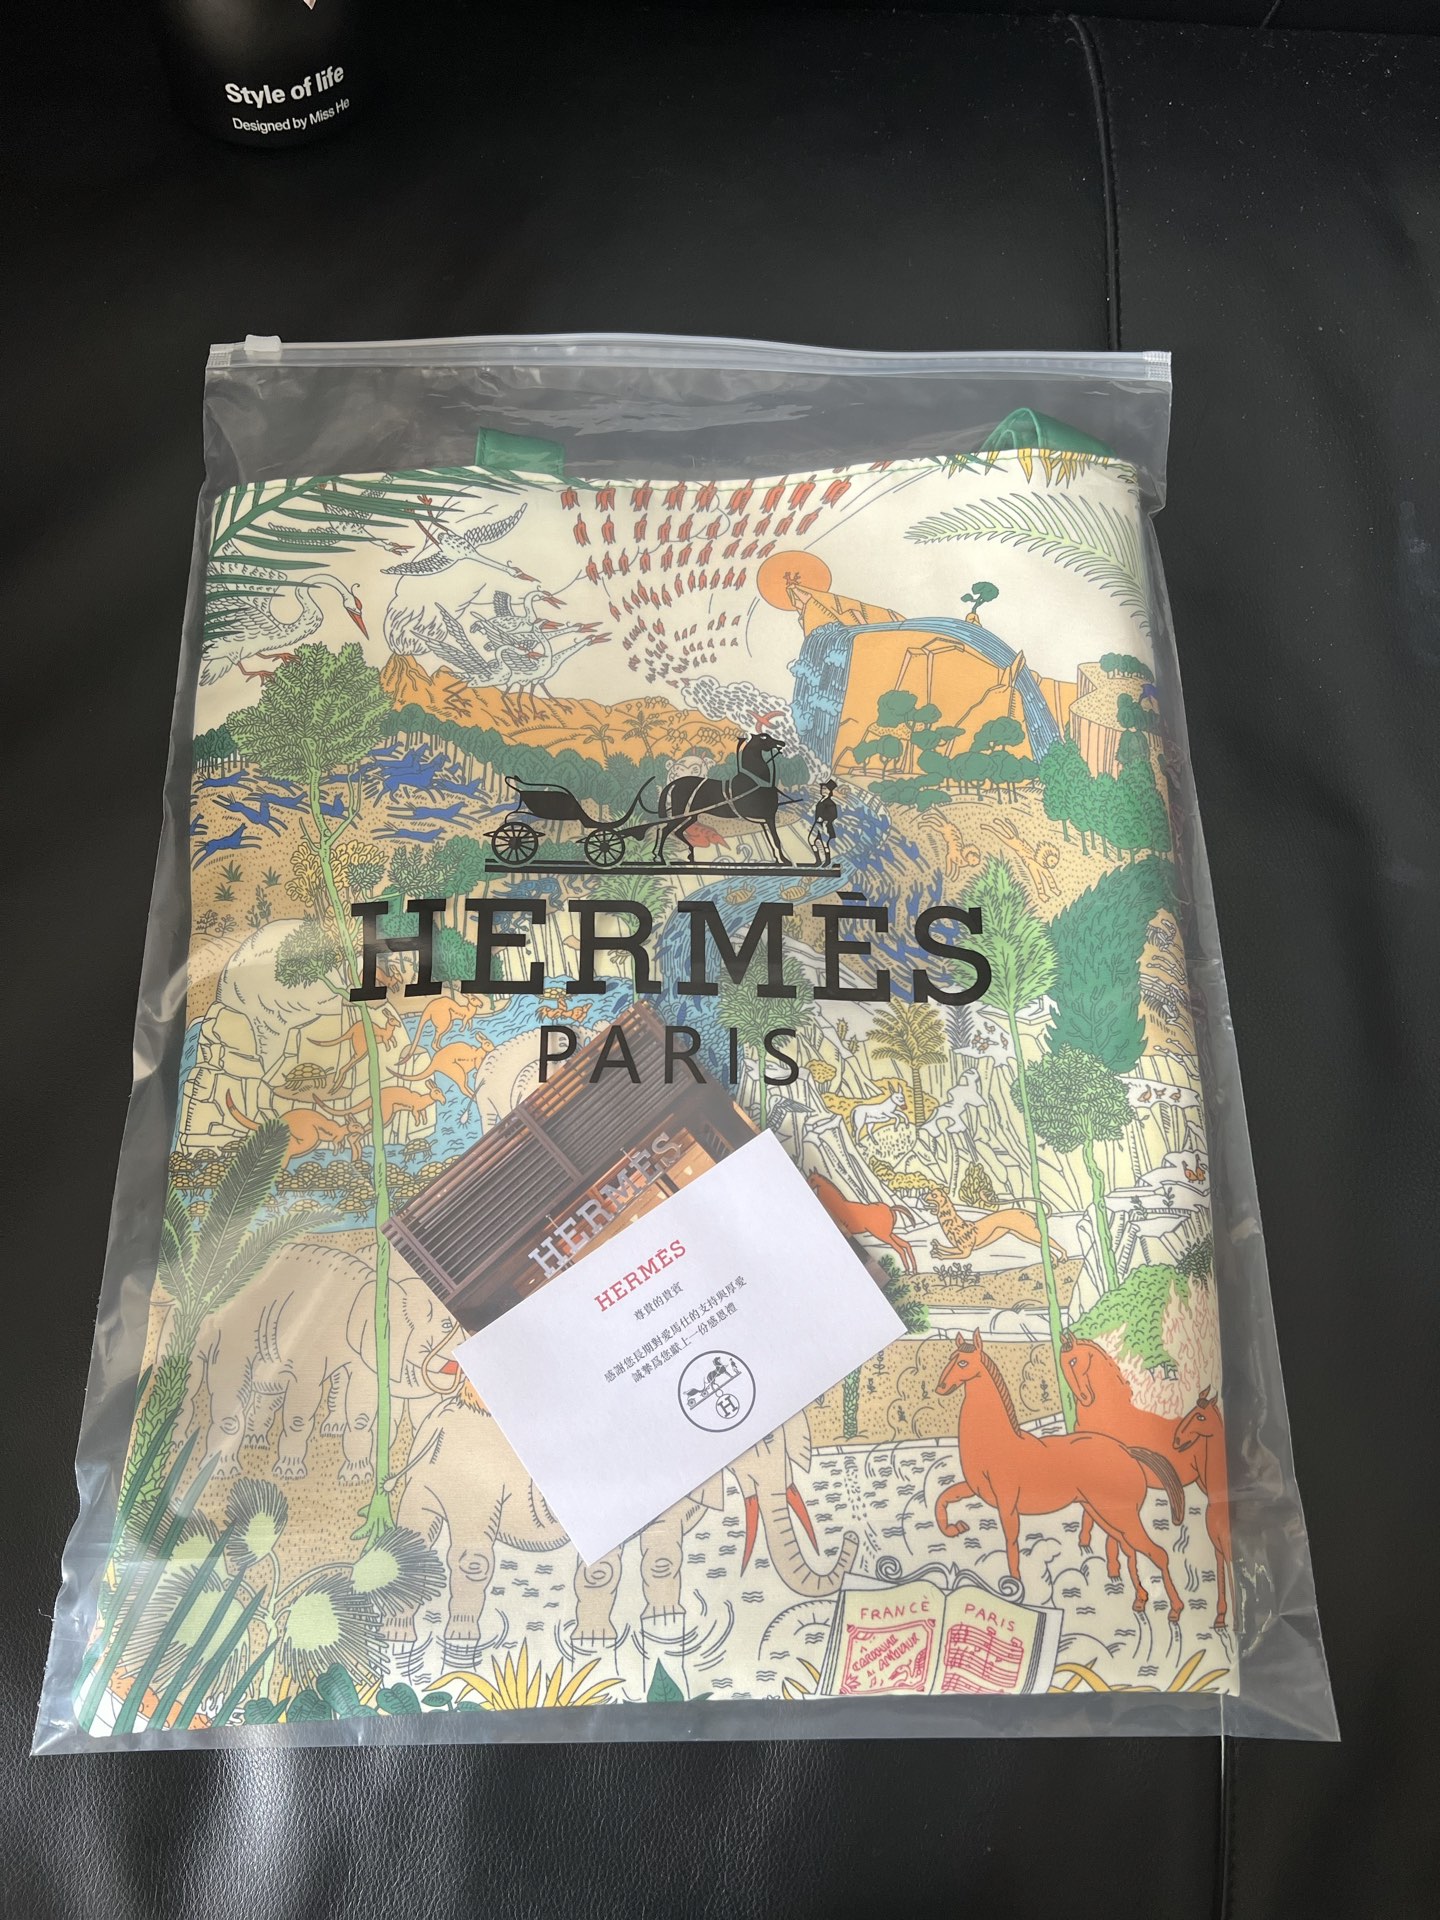 Style of life
Designed by Miss He
HERMÈS
PARIS
HERMÈS
HERMÈS
尊貴的貴賓
感謝您長期對愛馬仕的支持與厚愛
誠摯爲您獻上一份感恩禮
H
FRANCE
PARIS